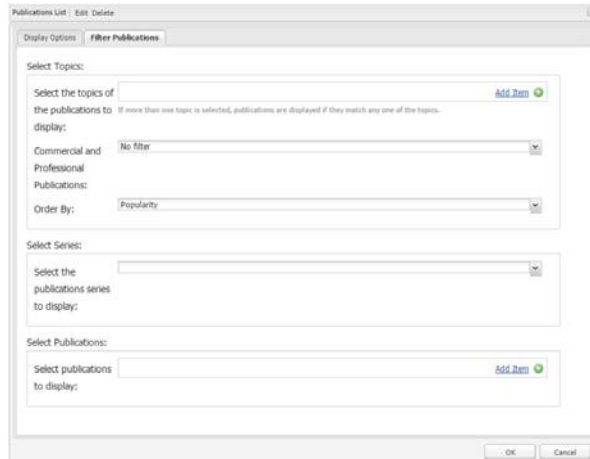 Publications List Edit Delete
Display Options Filter Publications
Select Topics:
Select the topics of
the publications to
display:
Add Item
If more than one topic is selected, publications are displayed if they match any one of the topics.
Commercial and
Professional
Publications:
No filter
Order By:
Popularity
Select Series:
Select the
publications series
to display:
Select Publications:
Select publications
to display:
Add Item
OK Cancel